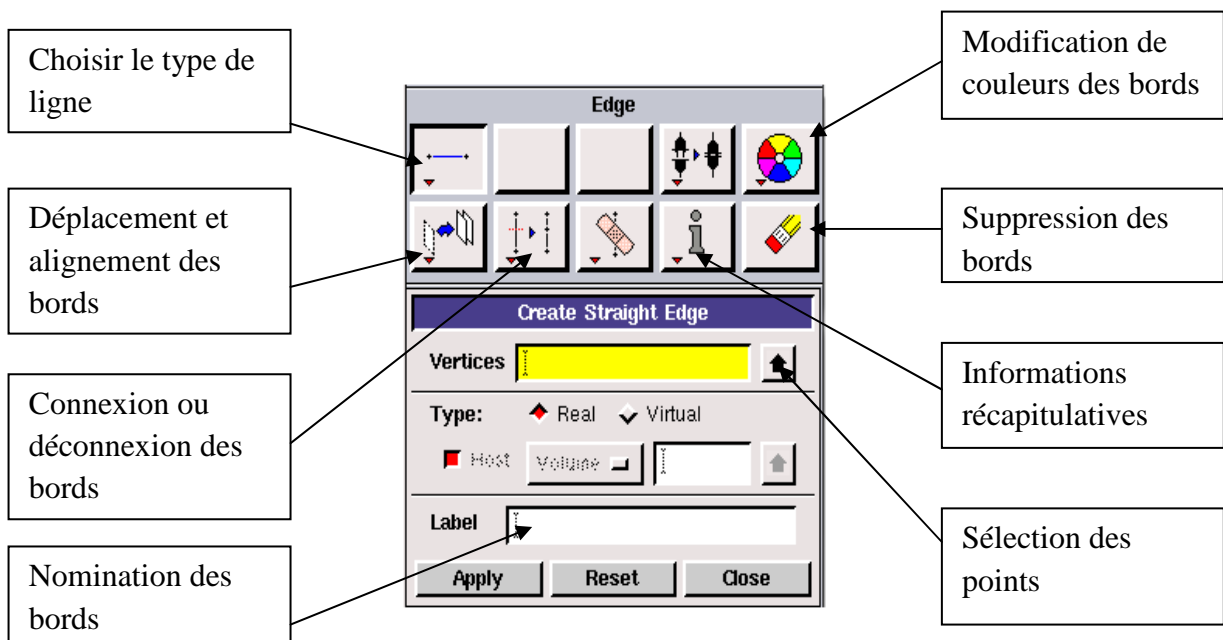 Choisir le type de
ligne
Déplacement et
alignement des
bords
Connexion ou
déconnexion des
bords
Nomination des
bords
Edge
Create Straight Edge
Vertices
Type: Real Virtual
Host Volume
Label
Apply Reset Close
Modification de
couleurs des bords
Suppression des
bords
Informations
récapitulatives
Sélection des
points